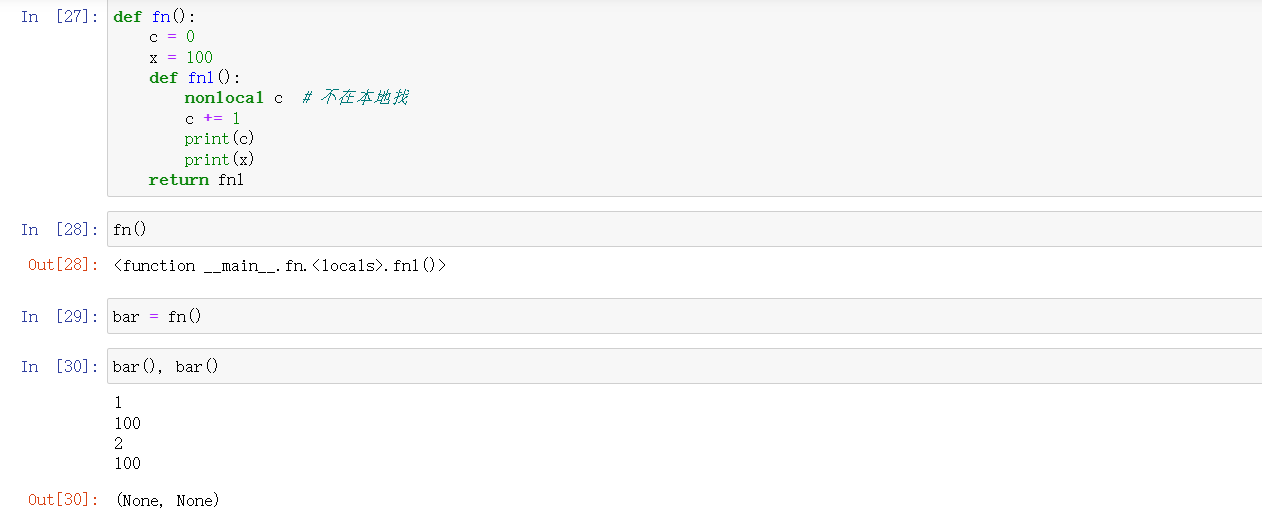 In [27]: def fn():
    c = 0
    x = 100
    def fn1():
        nonlocal c  # 不在本地找
        c += 1
        print(c)
        print(x)
    return fn1
In [28]: fn()
Out[28]: <function __main__.fn.<locals>.fn1()>
In [29]: bar = fn()
In [30]: bar(), bar()
1
100
2
100
Out[30]: (None, None)